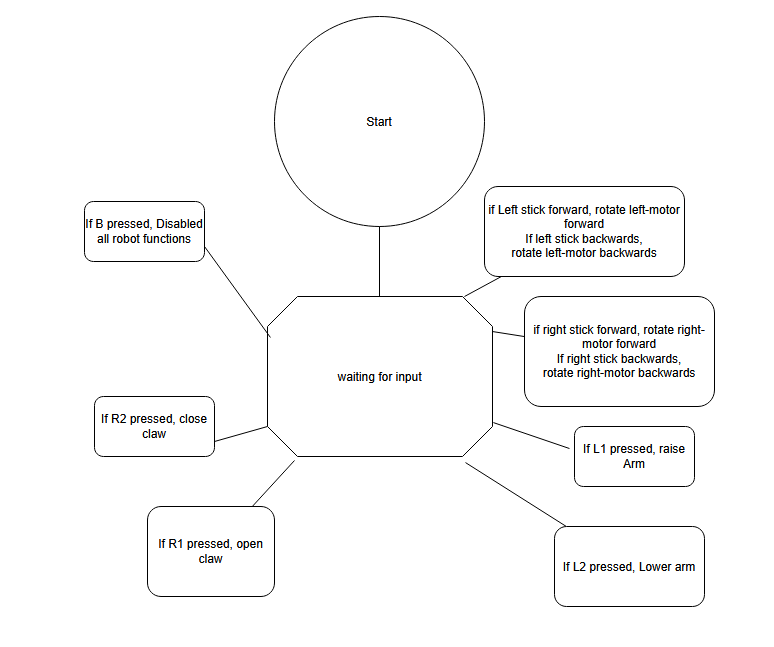 Start
If B pressed, Disabled
all robot functions
if Left stick forward, rotate left-motor
forward
If left stick backwards,
rotate left-motor backwards
if right stick forward, rotate right-
motor forward
If right stick backwards,
rotate right-motor backwards
waiting for input
If R2 pressed, close
claw
If L1 pressed, raise
Arm
If R1 pressed, open
claw
If L2 pressed, Lower arm